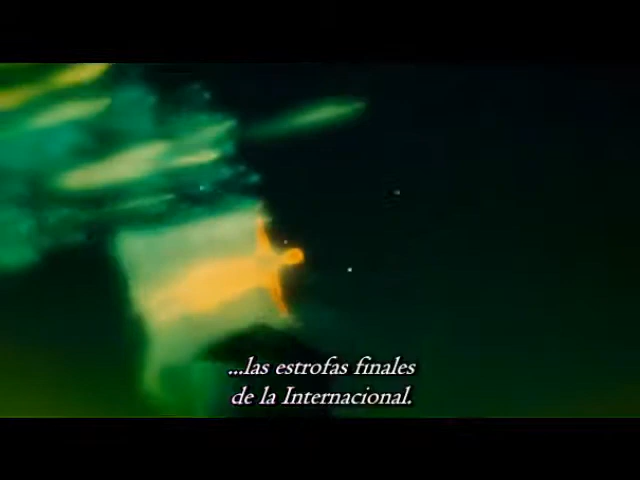 ...las estrofas finales
de la Internacional.